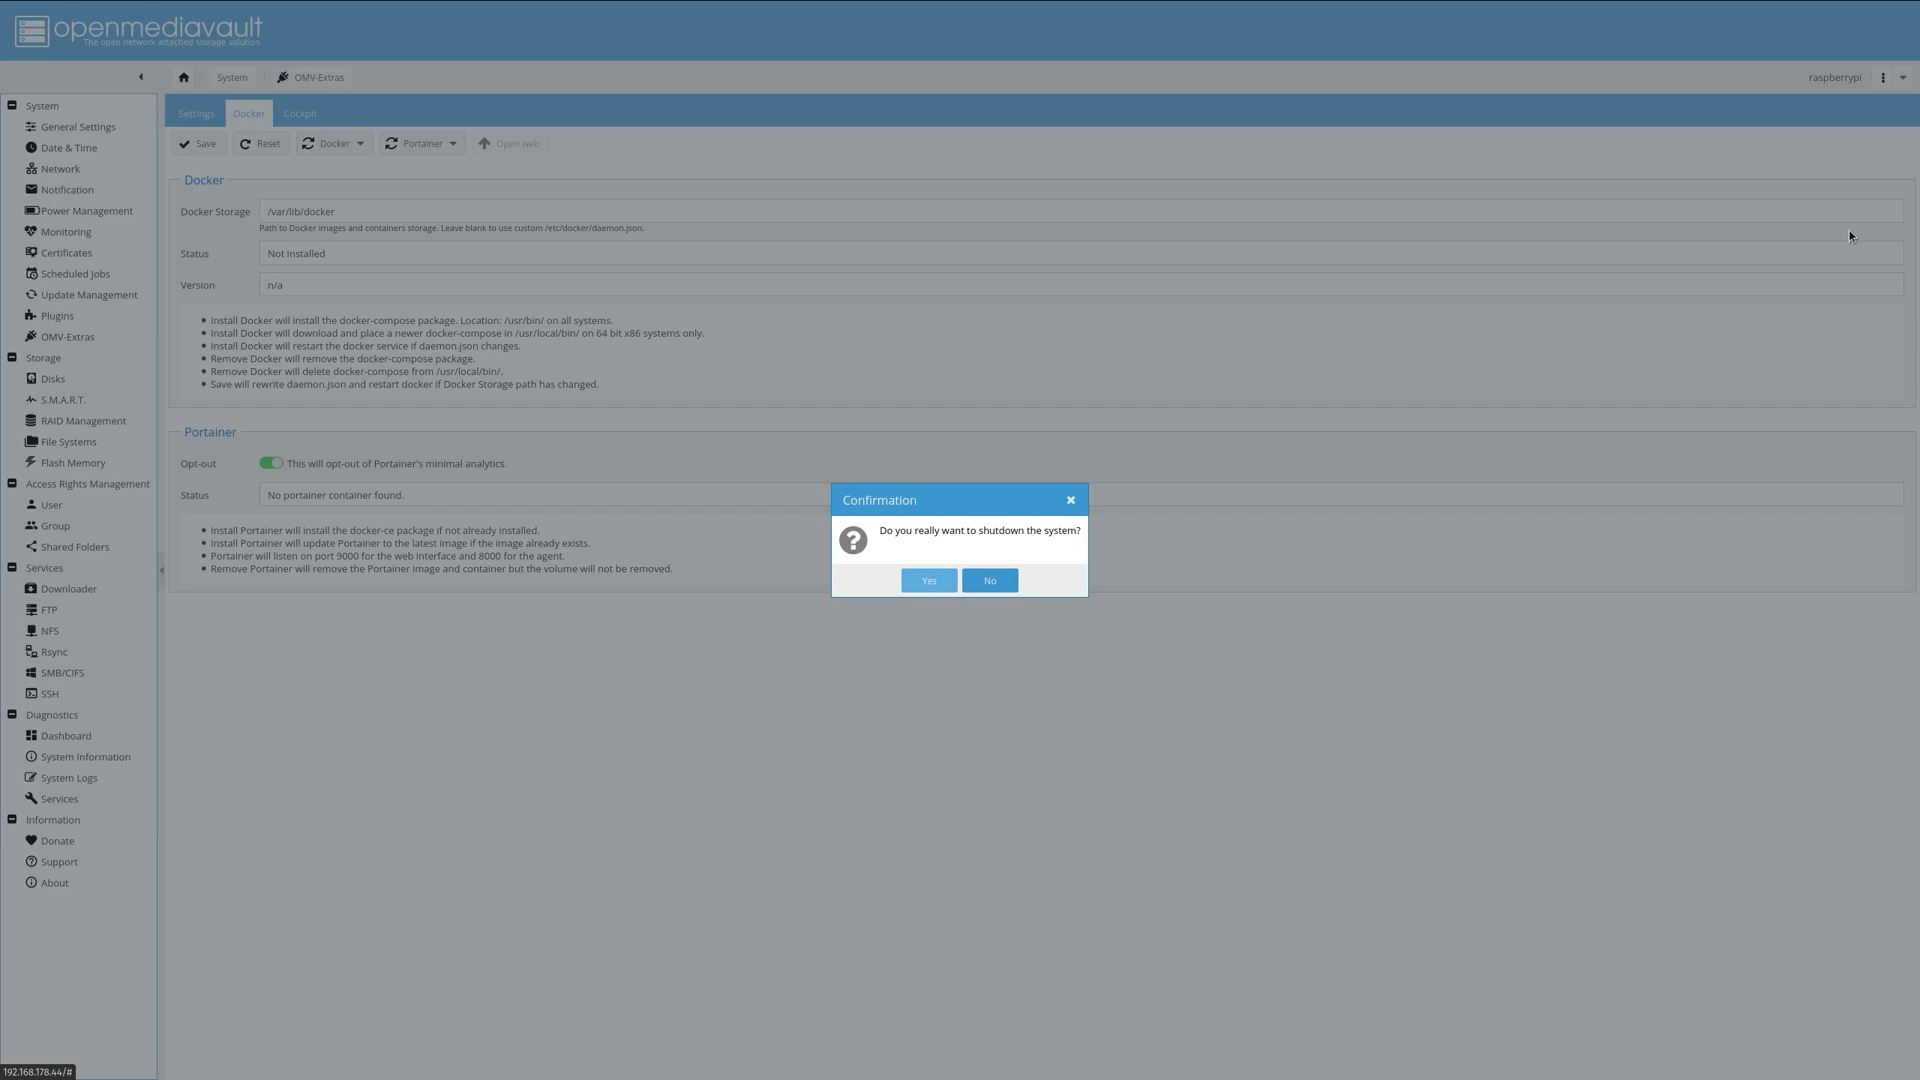 openmediavault
The open network attached storage solution
System
OMV-Extras
raspberrypi
System
General Settings
Date & Time
Network
Notification
Power Management
Monitoring
Certificates
Scheduled Jobs
Update Management
Plugins
OMV-Extras
Storage
Disks
S.M.A.R.T.
RAID Management
File Systems
Flash Memory
Access Rights Management
User
Group
Shared Folders
Services
Downloader
FTP
NFS
Rsync
SMB/CIFS
SSH
Diagnostics
Dashboard
System Information
System Logs
Services
Information
Donate
Support
About
Settings Docker Cockpit
Save Reset Docker Portainer Open web
Docker
Docker Storage /var/lib/docker
Path to Docker images and containers storage. Leave blank to use custom /etc/docker/daemon.json.
Status Not installed
Version n/a
• Install Docker will install the docker-compose package. Location: /usr/bin/ on all systems.
• Install Docker will download and place a newer docker-compose in /usr/local/bin/ on 64 bit x86 systems only.
• Install Docker will restart the docker service if daemon.json changes.
• Remove Docker will remove the docker-compose package.
• Remove Docker will delete docker-compose from /usr/local/bin/.
• Save will rewrite daemon.json and restart docker if Docker Storage path has changed.
Portainer
Opt-out This will opt-out of Portainer's minimal analytics.
Status No portainer container found.
• Install Portainer will install the docker-ce package if not already installed.
• Install Portainer will update Portainer to the latest image if the image already exists.
• Portainer will listen on port 9000 for the web interface and 8000 for the agent.
• Remove Portainer will remove the Portainer image and container but the volume will not be removed.
Confirmation
Do you really want to shutdown the system?
Yes No
192.168.178.44/#